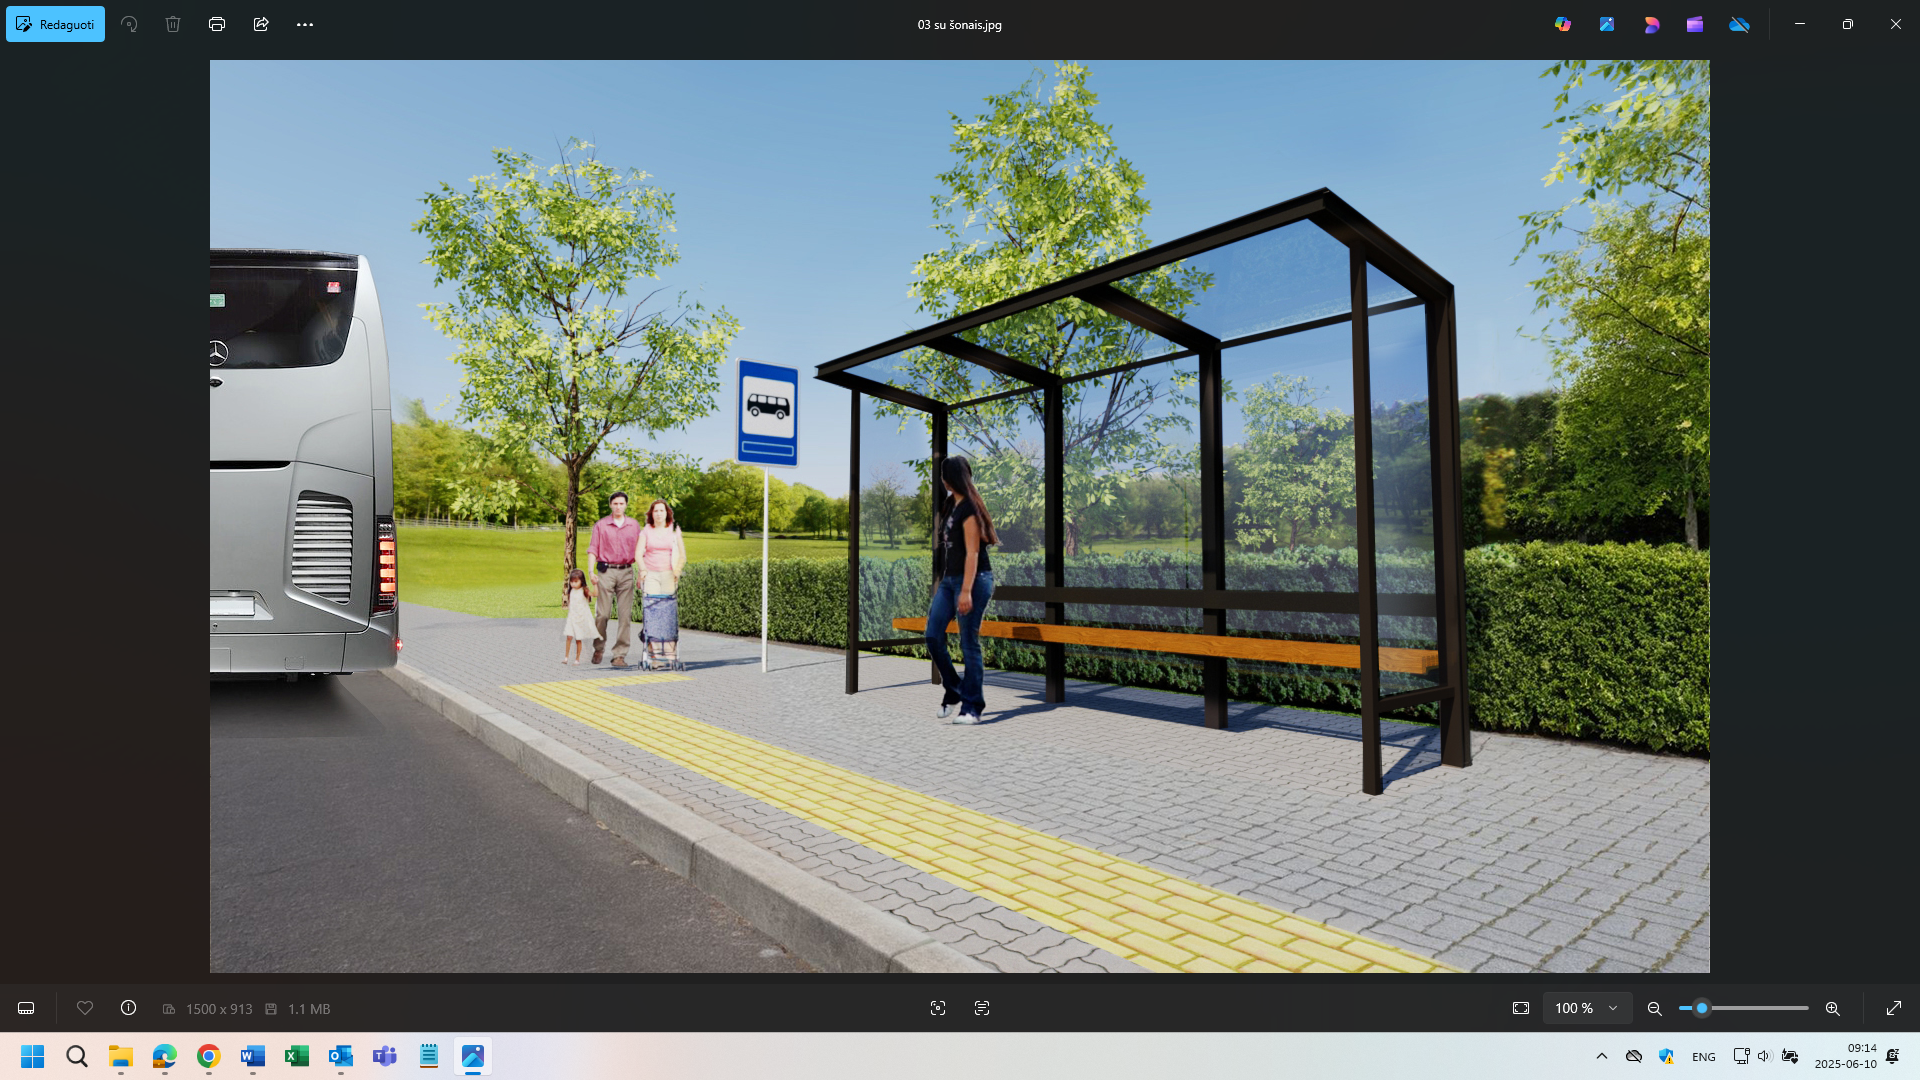 Redaguoti
03 su šonais.jpg
1500 x 913
1.1 MB
100 %
ENG
09:14
2025-06-10